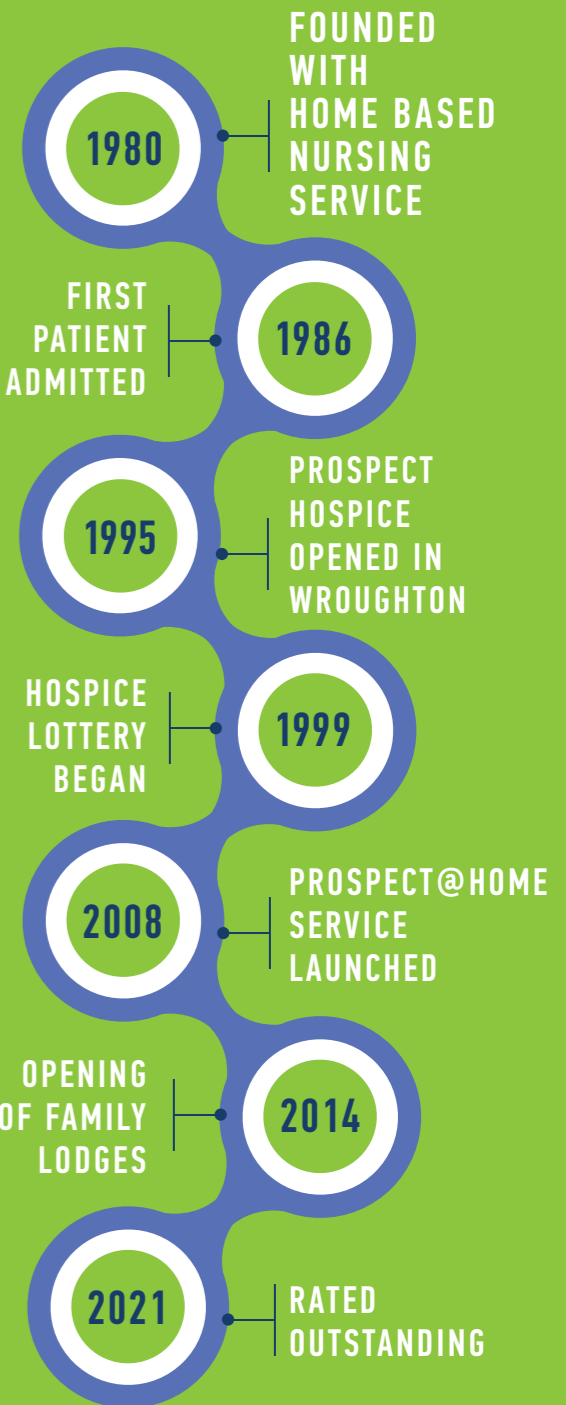 1980
FOUNDED
WITH
HOME BASED
NURSING
SERVICE
FIRST
PATIENT
ADMITTED
1986
1995
PROSPECT
HOSPICE
OPENED IN
WROUGHTON
HOSPICE
LOTTERY
BEGAN
1999
2008
PROSPECT@HOME
SERVICE
LAUNCHED
OPENING
OF FAMILY
LODGES
2014
2021
RATED
OUTSTANDING